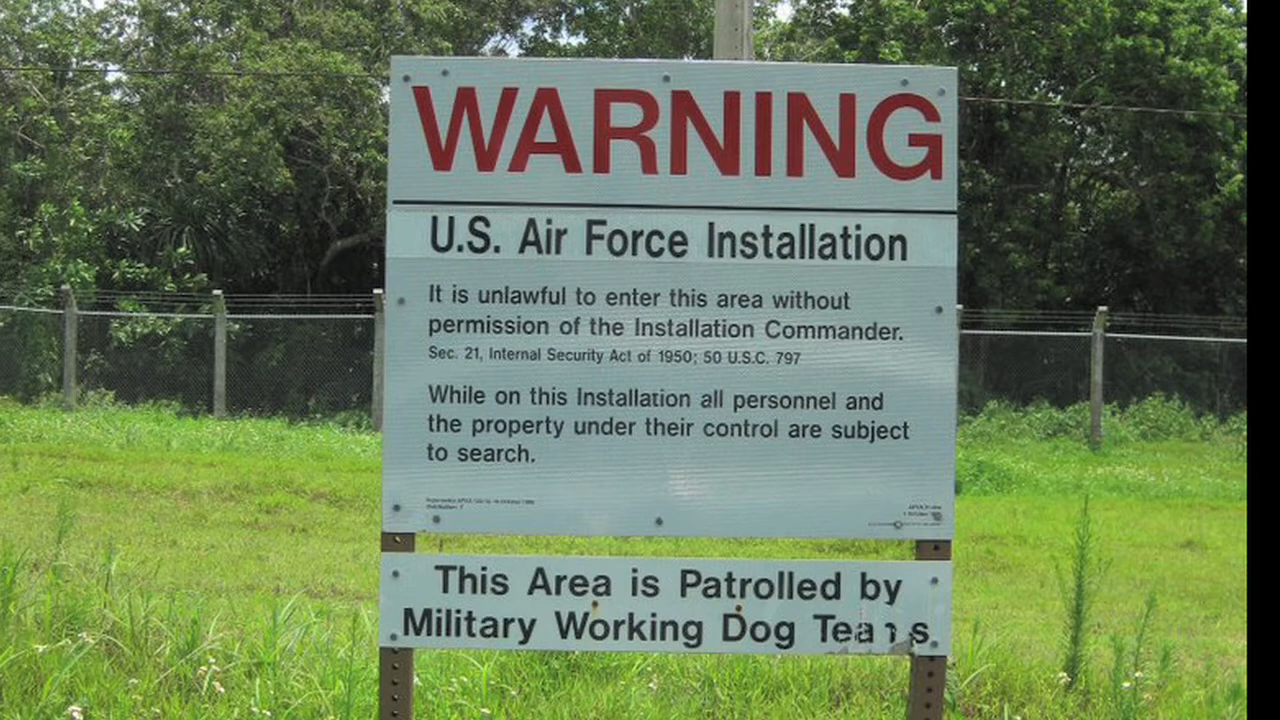 WARNING
U.S. Air Force Installation
It is unlawful to enter this area without
permission of the Installation Commander.
Sec. 21, Internal Security Act of 1950; 50 U.S.C. 797
While on this Installation all personnel and
the property under their control are subject
to search.
This Area is Patrolled by
Military Working Dog Teams